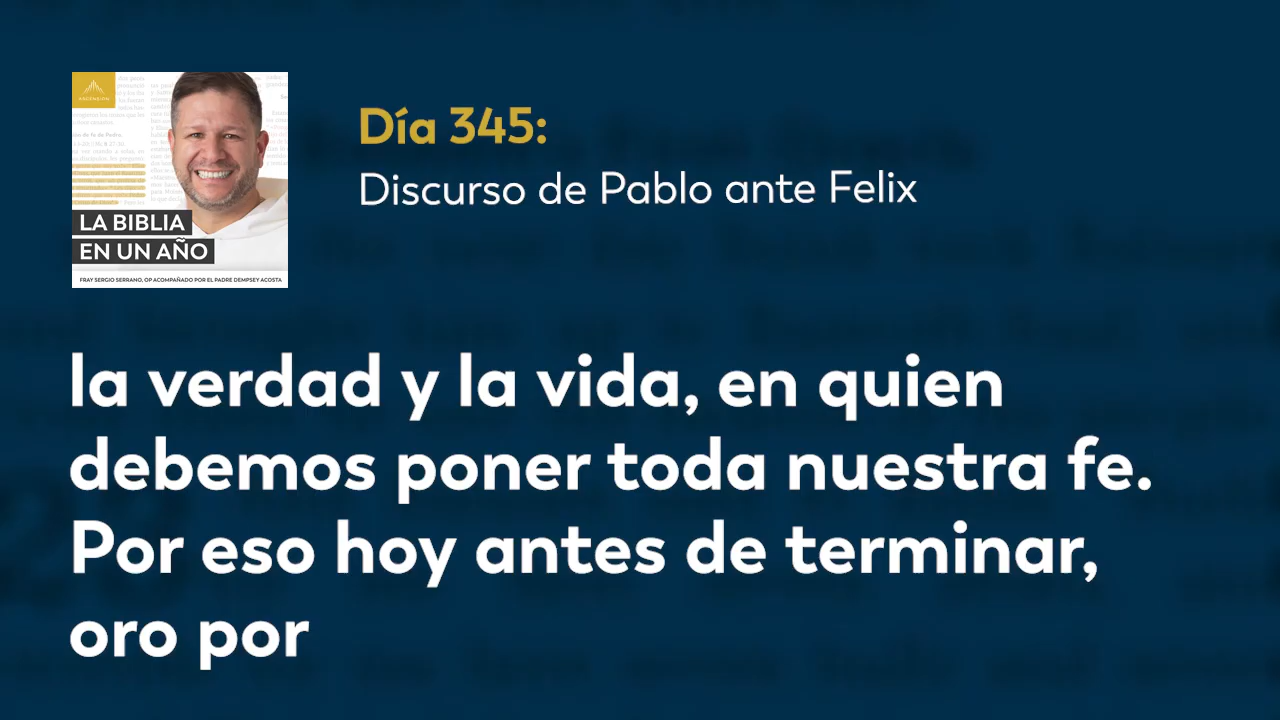 ASCENSION
LA BIBLIA
EN UN AÑO
FRAY SERGIO SERRANO, OP ACOMPAÑADO POR EL PADRE DEMPSEY ACOSTA
Día 345:
Discurso de Pablo ante Felix
la verdad y la vida, en quien
debemos poner toda nuestra fe.
Por eso hoy antes de terminar,
oro por